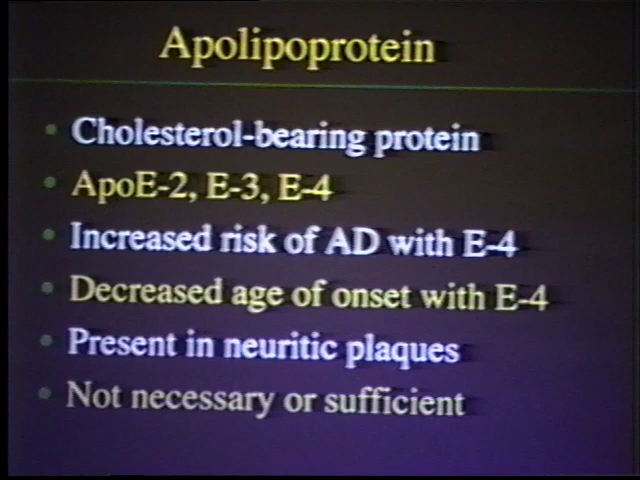 Apolipoprotein
• Cholesterol-bearing protein
• ApoE-2, E-3, E-4
• Increased risk of AD with E-4
• Decreased age of onset with E-4
• Present in neuritic plaques
• Not necessary or sufficient